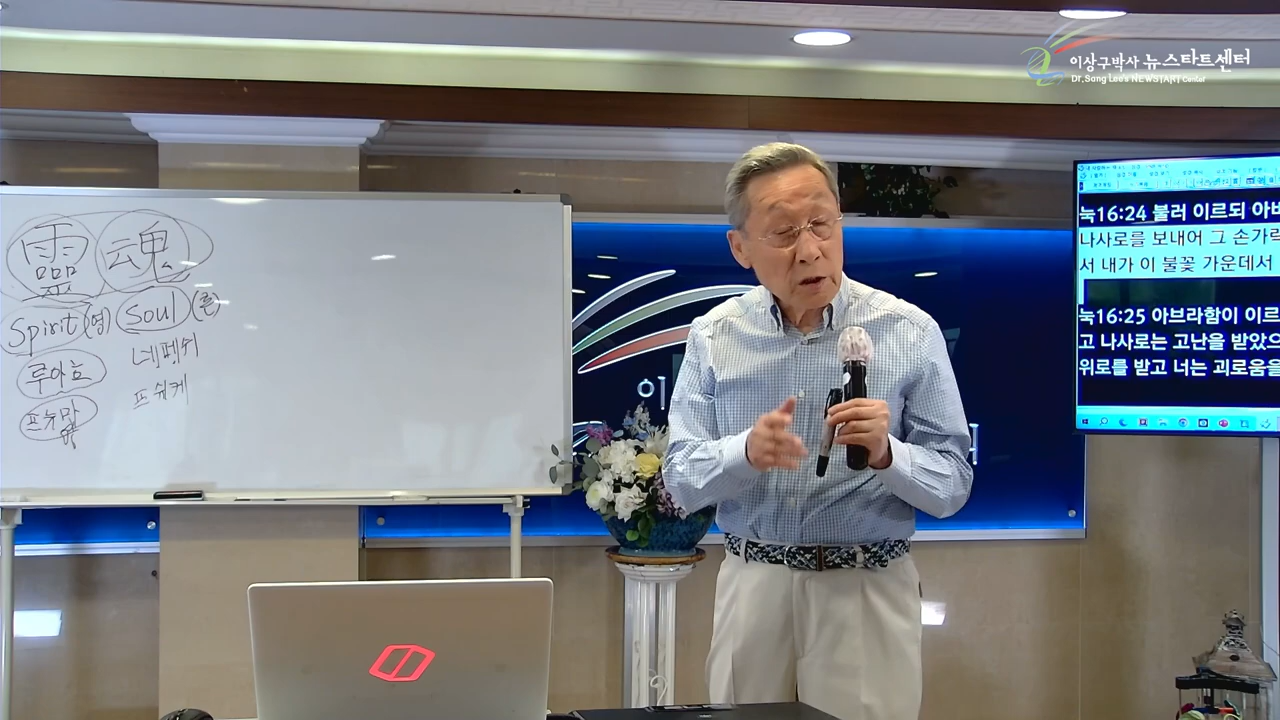 이상구박사 뉴스타트센터
Dr.Sang Lee's NEWSTART Center
靈 魂
Spirit(영) Soul(혼)
루아흐 네페쉬
프뉴마 프쉬케
이
눅16:24 불러 이르되 아버
나사로를 보내어 그 손가락
서 내가 이 불꽃 가운데서
눅16:25 아브라함이 이르
고 나사로는 고난을 받았으
위로를 받고 너는 괴로움을